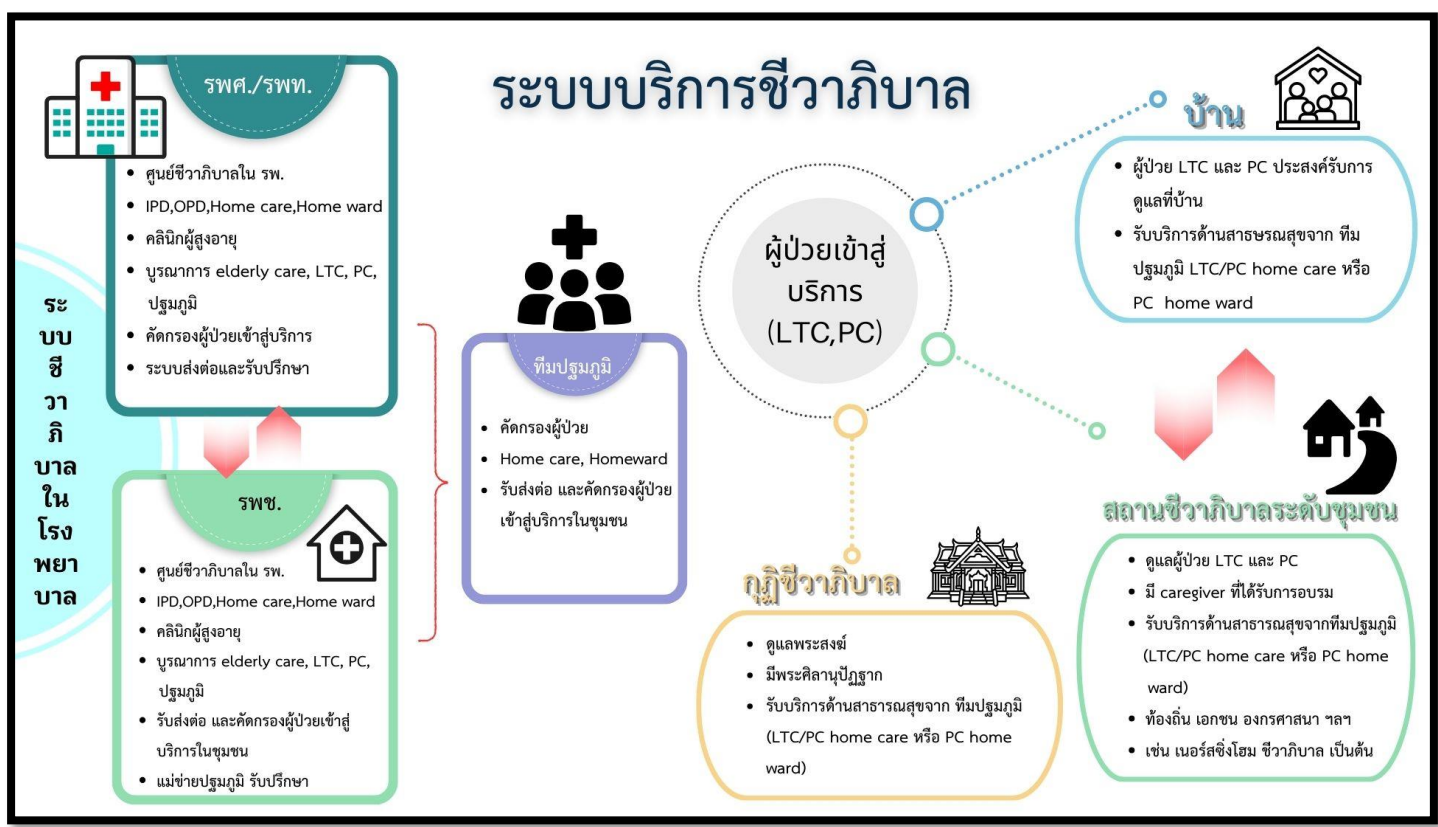 ระบบบริการชีวาภิบาล
ระ
บบ
ชี
วา
ภิ
บาล
ใน
โรง
พยา
บาล
รพศ./รพท.
• ศูนย์ชีวาภิบาลใน รพ.
• IPD,OPD,Home care,Home ward
• คลินิกผู้สูงอายุ
• บูรณาการ elderly care, LTC, PC,
ปฐมภูมิ
• คัดกรองผู้ป่วยเข้าสู่บริการ
• ระบบส่งต่อและรับปรึกษา
รพช.
• ศูนย์ชีวาภิบาลใน รพ.
• IPD,OPD,Home care,Home ward
• คลินิกผู้สูงอายุ
• บูรณาการ elderly care, LTC, PC,
ปฐมภูมิ
• รับส่งต่อ และคัดกรองผู้ป่วยเข้าสู่
บริการในชุมชน
• แม่ข่ายปฐมภูมิ รับปรึกษา
ทีมปฐมภูมิ
• คัดกรองผู้ป่วย
• Home care, Homeward
• รับส่งต่อ และคัดกรองผู้ป่วย
เข้าสู่บริการในชุมชน
ผู้ป่วยเข้าสู่
บริการ
(LTC,PC)
บ้าน
• ผู้ป่วย LTC และ PC ประสงค์รับการ
ดูแลที่บ้าน
• รับบริการด้านสาธษรณสุขจาก ทีม
ปฐมภูมิ LTC/PC home care หรือ
PC home ward
กุฏิชีวาภิบาล
• ดูแลพระสงฆ์
• มีพระคิลานุปัฏฐาก
• รับบริการด้านสาธารณสุขจาก ทีมปฐมภูมิ
(LTC/PC home care หรือ PC home
ward)
สถานชีวาภิบาลระดับชุมชน
• ดูแลผู้ป่วย LTC และ PC
• มี caregiver ที่ได้รับการอบรม
• รับบริการด้านสาธารณสุขจากทีมปฐมภูมิ
(LTC/PC home care หรือ PC home
ward)
• ท้องถิ่น เอกชน องกรศาสนา ฯลฯ
• เช่น เนอร์สซิ่งโฮม ชีวาภิบาล เป็นต้น